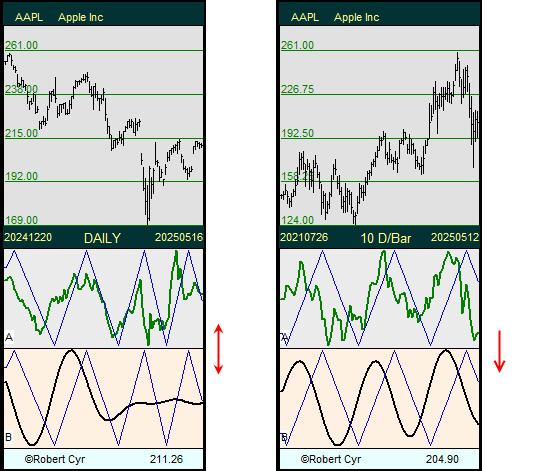 AAPL Apple Inc
261.00
238.00
215.00
192.00
169.00
20241220 DAILY 20250516
A
B
©Robert Cyr 211.26
AAPL Apple Inc
261.00
226.75
192.50
158.25
124.00
20210726 10 D/Bar 20250512
A
B
©Robert Cyr 204.90